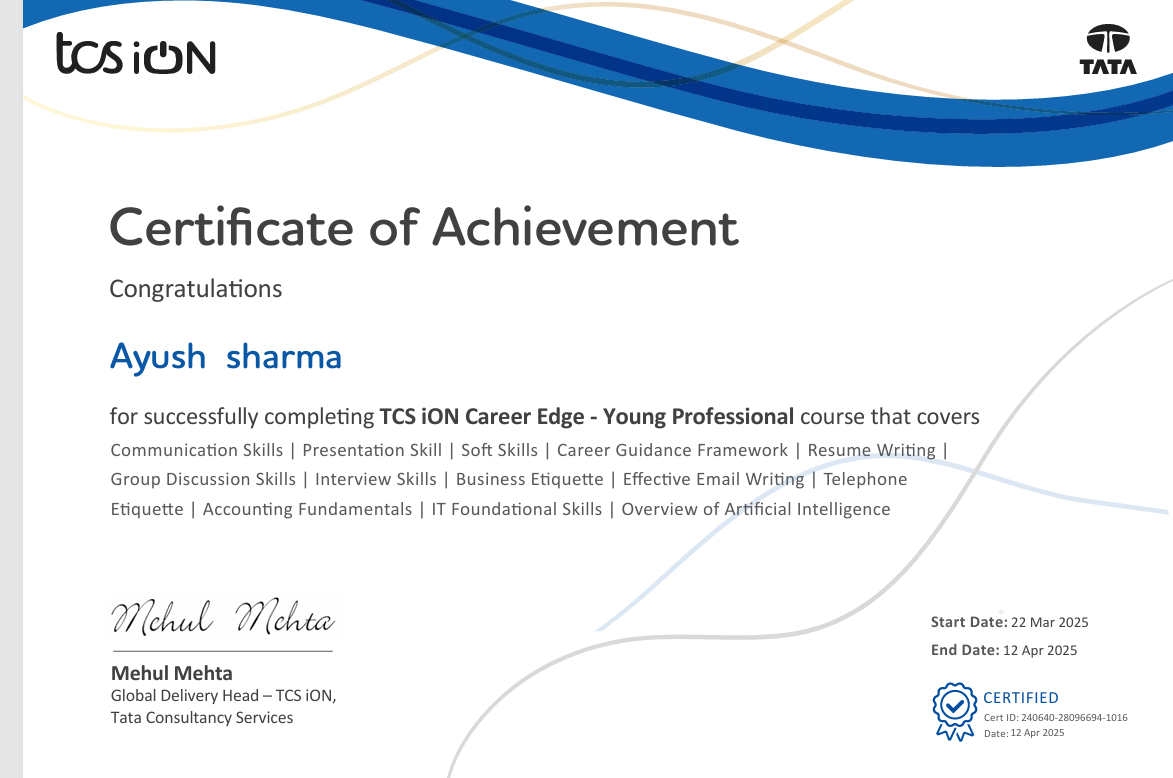 tcs iON
TATA
Certificate of Achievement
Congratulations
Ayush sharma
for successfully completing TCS iON Career Edge - Young Professional course that covers
Communication Skills | Presentation Skill | Soft Skills | Career Guidance Framework | Resume Writing |
Group Discussion Skills | Interview Skills | Business Etiquette | Effective Email Writing | Telephone
Etiquette | Accounting Fundamentals | IT Foundational Skills | Overview of Artificial Intelligence
Mehul Mehta
Mehul Mehta
Global Delivery Head – TCS iON,
Tata Consultancy Services
Start Date: 22 Mar 2025
End Date: 12 Apr 2025
CERTIFIED
Cert ID: 240640-28096694-1016
Date: 12 Apr 2025